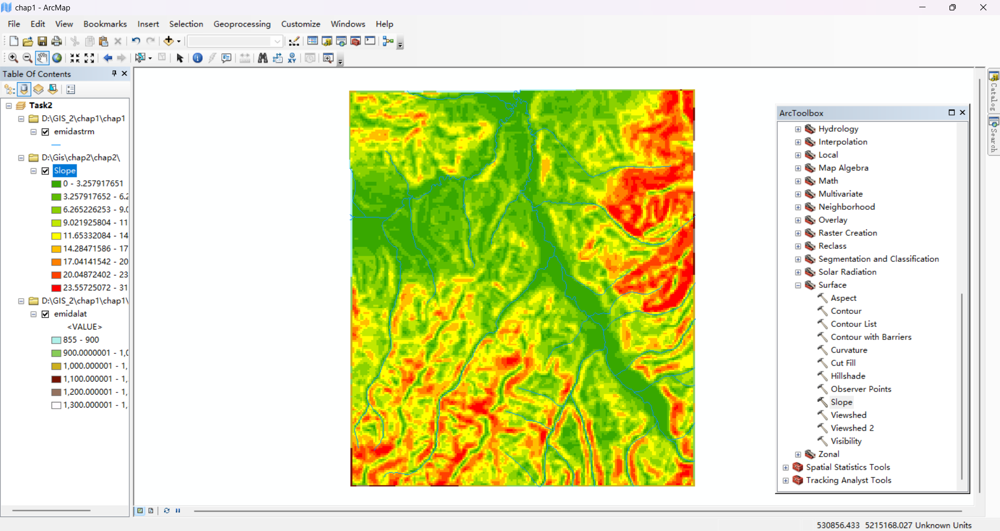 chap1 - ArcMap
File Edit View Bookmarks Insert Selection Geoprocessing Customize Windows Help
Table Of Contents
Task2
D:\GIS_2\chap1\chap1
emidastrm
D:\Gis\chap2\chap2\
Slope
0 - 3.257917651
3.257917652 - 6.2
6.265226253 - 9.0
9.021925804 - 11
11.65332084 - 14
14.28471586 - 17
17.04141542 - 20
20.04872402 - 23
23.55725072 - 31
D:\GIS_2\chap1\chap1\
emidalat
<VALUE>
855 - 900
900.0000001 - 1,0
1,000.000001 - 1,
1,100.000001 - 1,
1,200.000001 - 1,
1,300.000001 - 1,
ArcToolbox
Hydrology
Interpolation
Local
Map Algebra
Math
Multivariate
Neighborhood
Overlay
Raster Creation
Reclass
Segmentation and Classification
Solar Radiation
Surface
Aspect
Contour
Contour List
Contour with Barriers
Curvature
Cut Fill
Hillshade
Observer Points
Slope
Viewshed
Viewshed 2
Visibility
Zonal
Spatial Statistics Tools
Tracking Analyst Tools
Catalog
Search
530856.433 5215168.027 Unknown Units